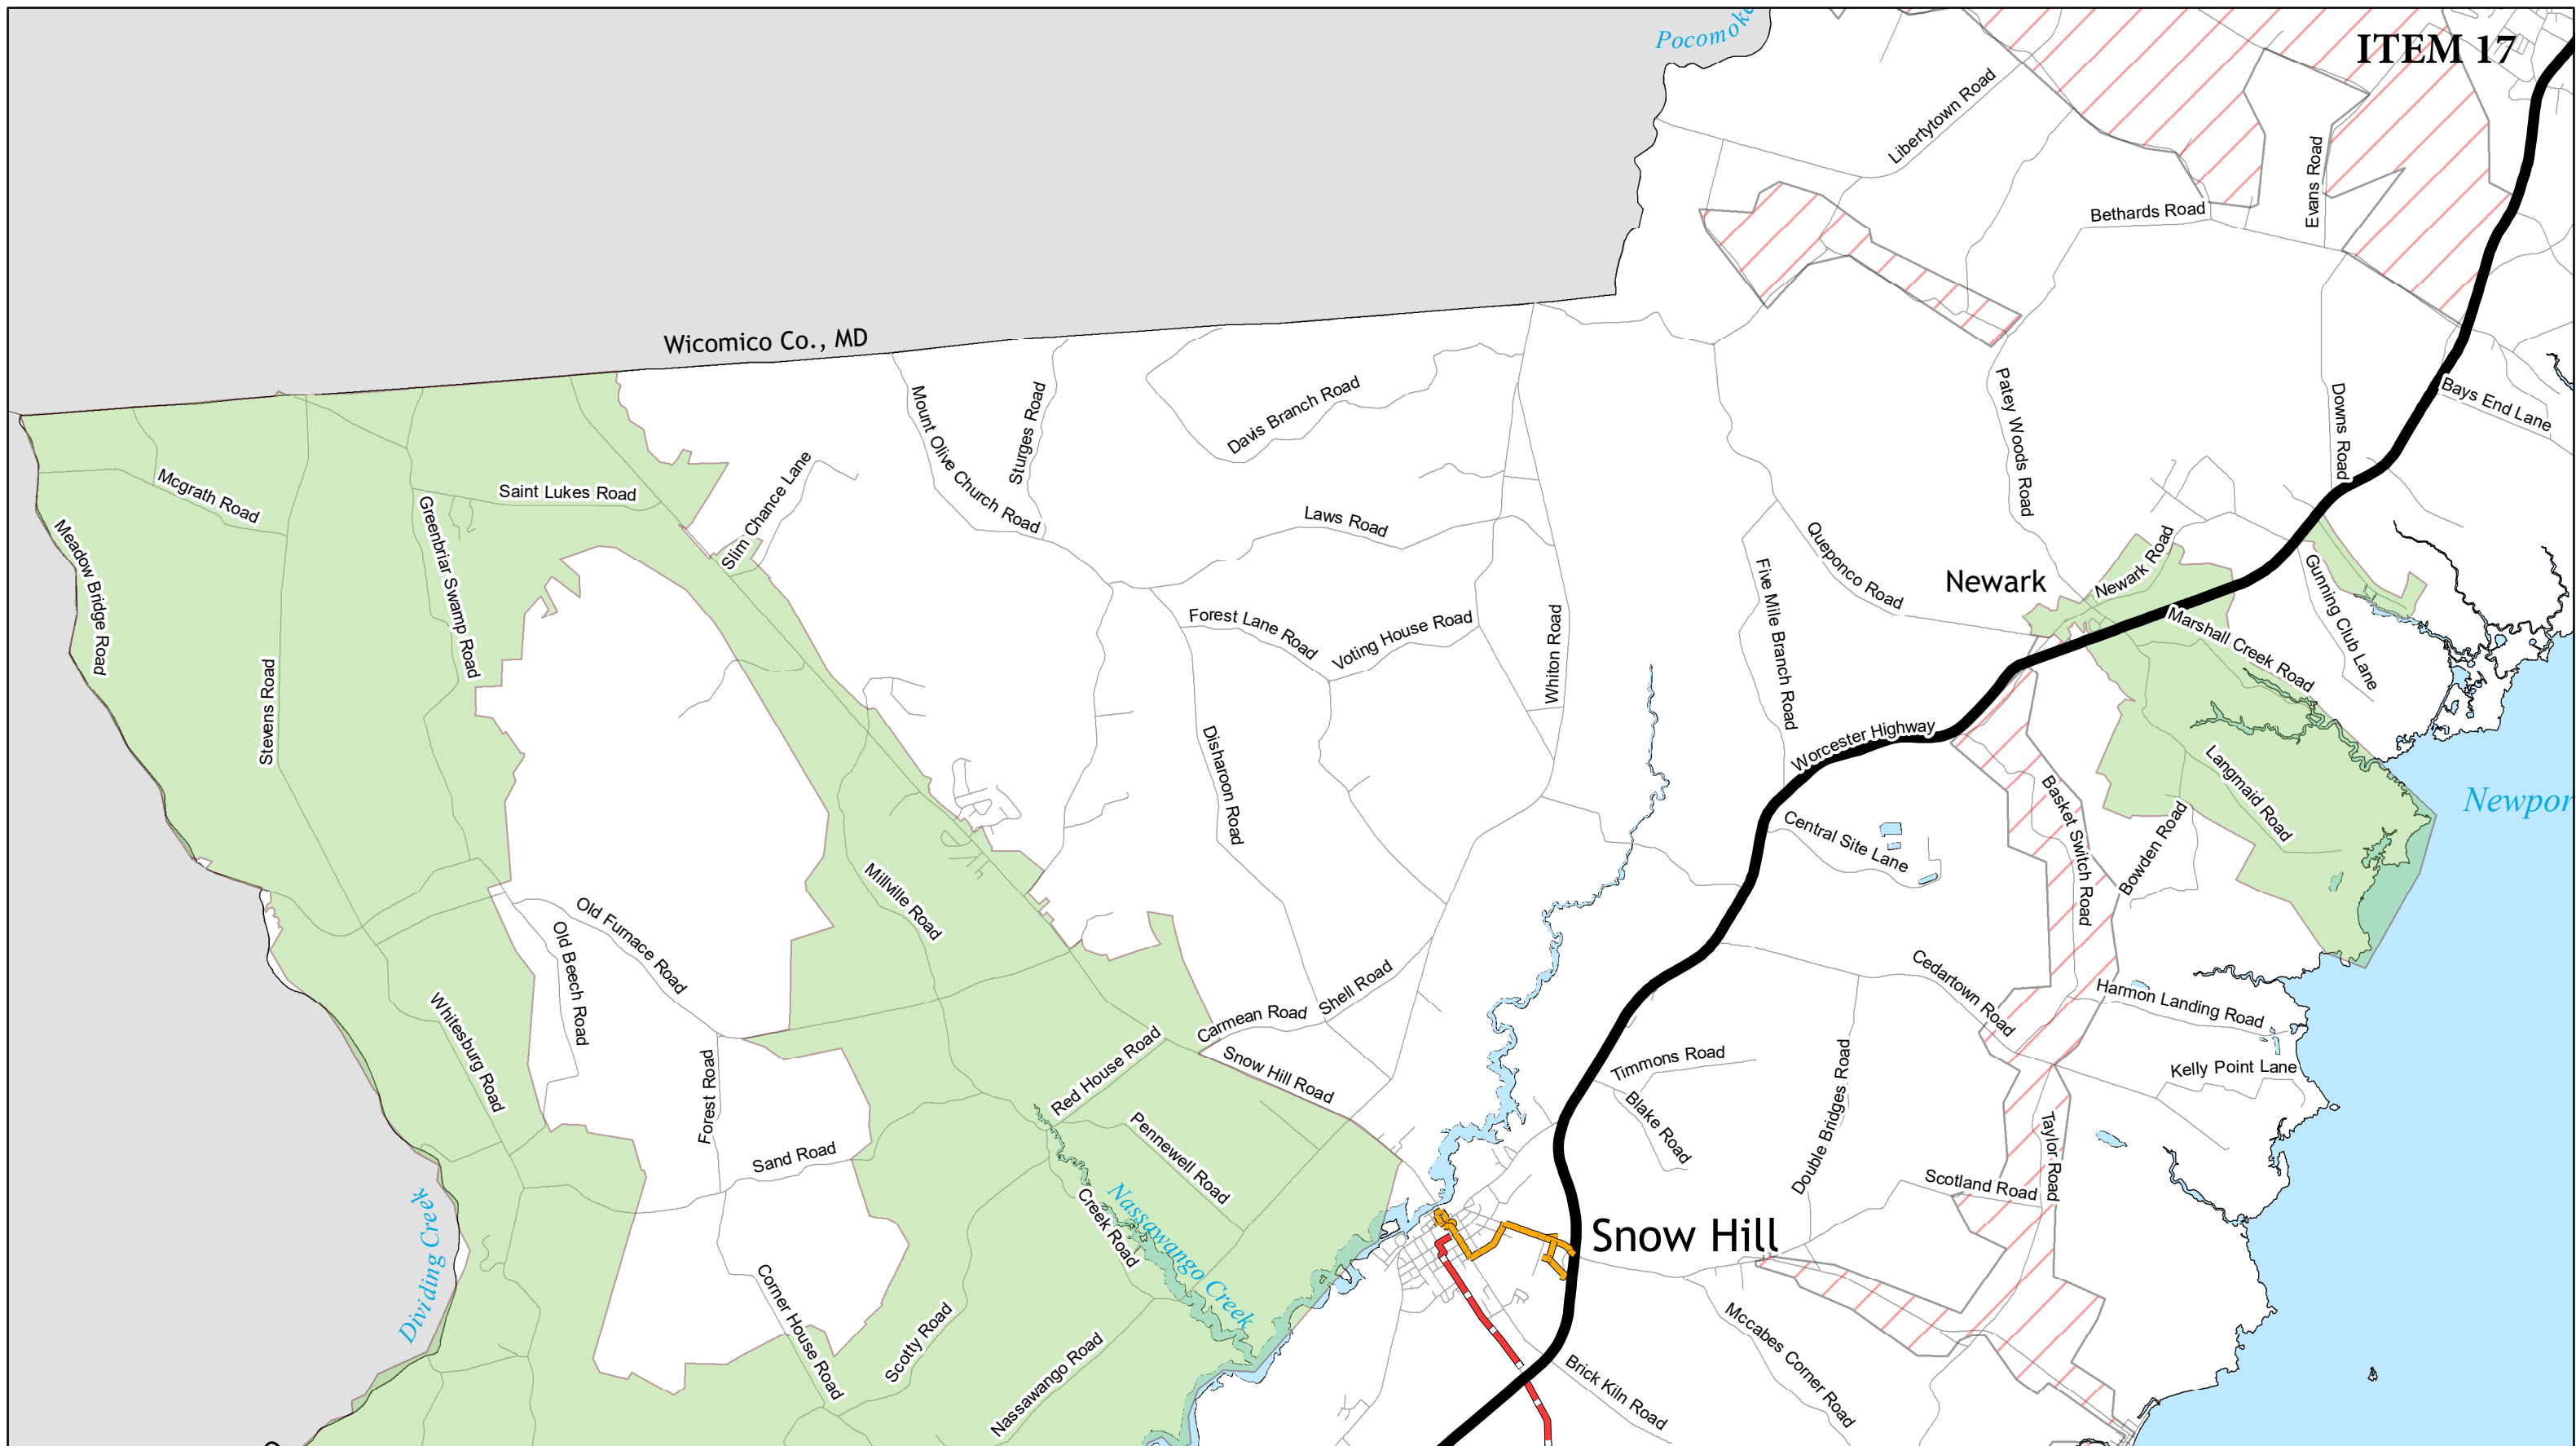 Pocomoke
ITEM 17
Libertytown Road
Evans Road
Bethards Road
Wicomico Co., MD
Mount Olive Church Road
Sturges Road
Davis Branch Road
Patey Woods Road
Downs Road
Bays End Lane
Mcgrath Road
Saint Lukes Road
Slim Chance Lane
Laws Road
Meadow Bridge Road
Greenbriar Swamp Road
Queponco Road
Newark
Newark Road
Five Mile Branch Road
Gunning Club Lane
Forest Lane Road
Voting House Road
Whiton Road
Marshall Creek Road
Stevens Road
Disharoon Road
Worcester Highway
Langmaid Road
Newpor
Basket Switch Road
Central Site Lane
Bowden Road
Millville Road
Old Furnace Road
Old Beech Road
Shell Road
Cedartown Road
Harmon Landing Road
Carmean Road
Whitesburg Road
Forest Road
Red House Road
Snow Hill Road
Timmons Road
Kelly Point Lane
Blake Road
Double Bridges Road
Pennewell Road
Sand Road
Taylor Road
Scotland Road
Creek Road
Nassawango Creek
Dividing Creek
Snow Hill
Corner House Road
Scotty Road
Nassawango Road
Brick Kiln Road
Mccabes Corner Road